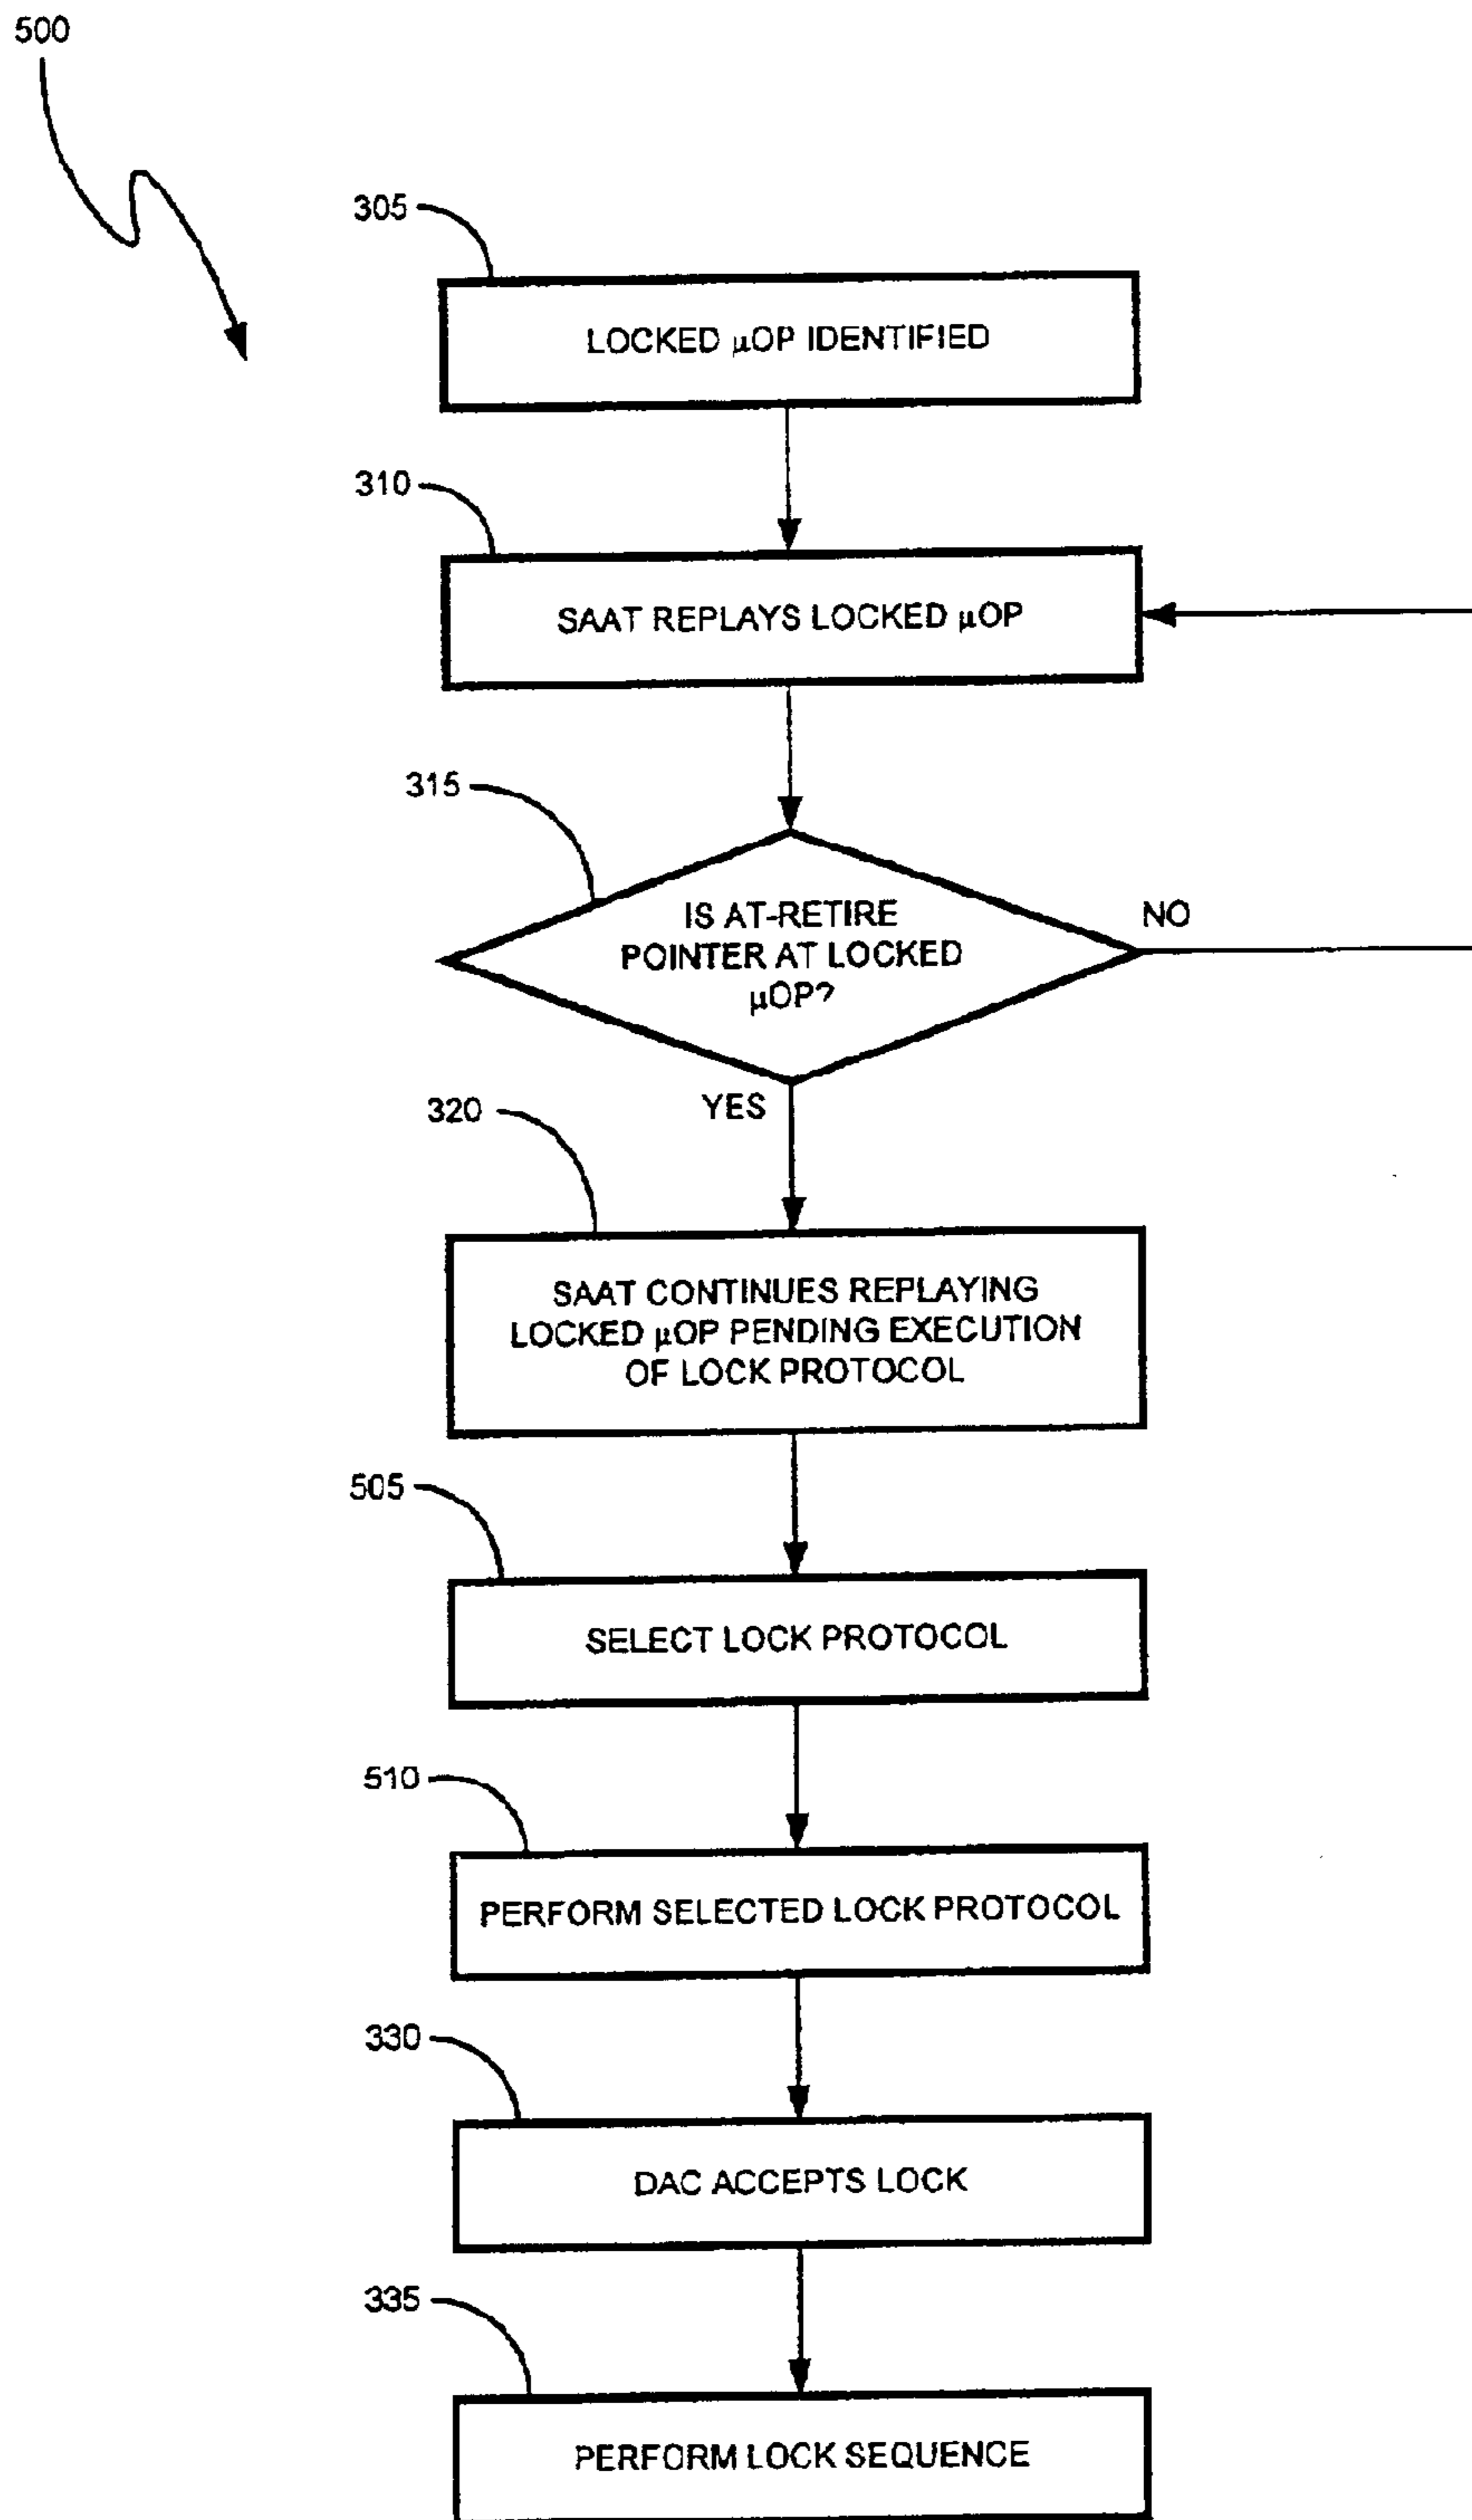 500
305
LOCKED µOP IDENTIFIED
310
SAAT REPLAYS LOCKED µOP
315
IS AT-RETIRE
POINTER AT LOCKED
µOP?
NO
YES
320
SAAT CONTINUES REPLAYING
LOCKED µOP PENDING EXECUTION
OF LOCK PROTOCOL
505
SELECT LOCK PROTOCOL
510
PERFORM SELECTED LOCK PROTOCOL
330
DAC ACCEPTS LOCK
335
PERFORM LOCK SEQUENCE